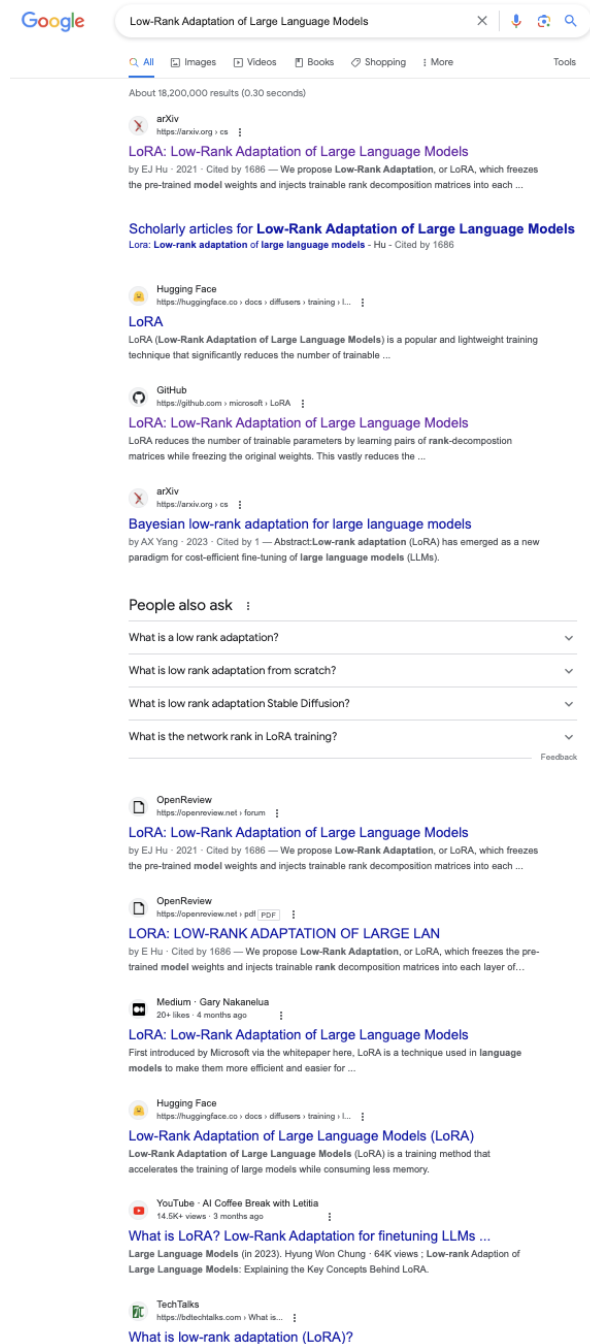 Google
Low-Rank Adaptation of Large Language Models
All Images Videos Books Shopping More Tools
About 18,200,000 results (0.30 seconds)
arXiv
https://arxiv.org › cs
LoRA: Low-Rank Adaptation of Large Language Models
by EJ Hu · 2021 · Cited by 1686 — We propose Low-Rank Adaptation, or LoRA, which freezes
the pre-trained model weights and injects trainable rank decomposition matrices into each ...
Scholarly articles for Low-Rank Adaptation of Large Language Models
Lora: Low-rank adaptation of large language models - Hu - Cited by 1686
Hugging Face
https://huggingface.co › docs › diffusers › training › l...
LoRA
LoRA (Low-Rank Adaptation of Large Language Models) is a popular and lightweight training
technique that significantly reduces the number of trainable ...
GitHub
https://github.com › microsoft › LoRA
LoRA: Low-Rank Adaptation of Large Language Models
LoRA reduces the number of trainable parameters by learning pairs of rank-decompostion
matrices while freezing the original weights. This vastly reduces the ...
arXiv
https://arxiv.org › cs
Bayesian low-rank adaptation for large language models
by AX Yang · 2023 · Cited by 1 — Abstract:Low-rank adaptation (LoRA) has emerged as a new
paradigm for cost-efficient fine-tuning of large language models (LLMs).
People also ask
What is a low rank adaptation?
What is low rank adaptation from scratch?
What is low rank adaptation Stable Diffusion?
What is the network rank in LoRA training?
Feedback
OpenReview
https://openreview.net › forum
LoRA: Low-Rank Adaptation of Large Language Models
by EJ Hu · 2021 · Cited by 1686 — We propose Low-Rank Adaptation, or LoRA, which freezes
the pre-trained model weights and injects trainable rank decomposition matrices into each ...
OpenReview
https://openreview.net › pdf PDF
LORA: LOW-RANK ADAPTATION OF LARGE LAN
by E Hu · Cited by 1686 — We propose Low-Rank Adaptation, or LoRA, which freezes the pre-
trained model weights and injects trainable rank decomposition matrices into each layer of...
Medium · Gary Nakanelua
20+ likes · 4 months ago
LoRA: Low-Rank Adaptation of Large Language Models
First introduced by Microsoft via the whitepaper here, LoRA is a technique used in language
models to make them more efficient and easier for ...
Hugging Face
https://huggingface.co › docs › diffusers › training › l...
Low-Rank Adaptation of Large Language Models (LoRA)
Low-Rank Adaptation of Large Language Models (LoRA) is a training method that
accelerates the training of large models while consuming less memory.
YouTube · AI Coffee Break with Letitia
14.5K+ views · 3 months ago
What is LoRA? Low-Rank Adaptation for finetuning LLMs ...
Large Language Models (in 2023). Hyung Won Chung · 64K views ; Low-rank Adaption of
Large Language Models: Explaining the Key Concepts Behind LoRA.
TechTalks
https://bdtechtalks.com › What is...
What is low-rank adaptation (LoRA)?